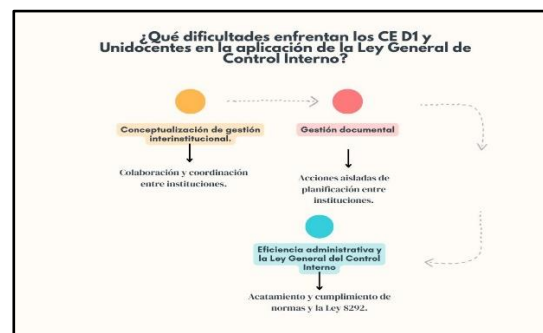 ¿Qué dificultades enfrentan los CE D1 y
Unidocentes en la aplicación de la Ley General de
Control Interno?
Conceptualización de gestión
interinstitucional.
Colaboración y coordinación
entre instituciones.
Gestión documental
Acciones aisladas de
planificación entre
instituciones.
Eficiencia administrativa y
la Ley General del Control
Interno
Acatamiento y cumplimiento de
normas y la Ley 8292.